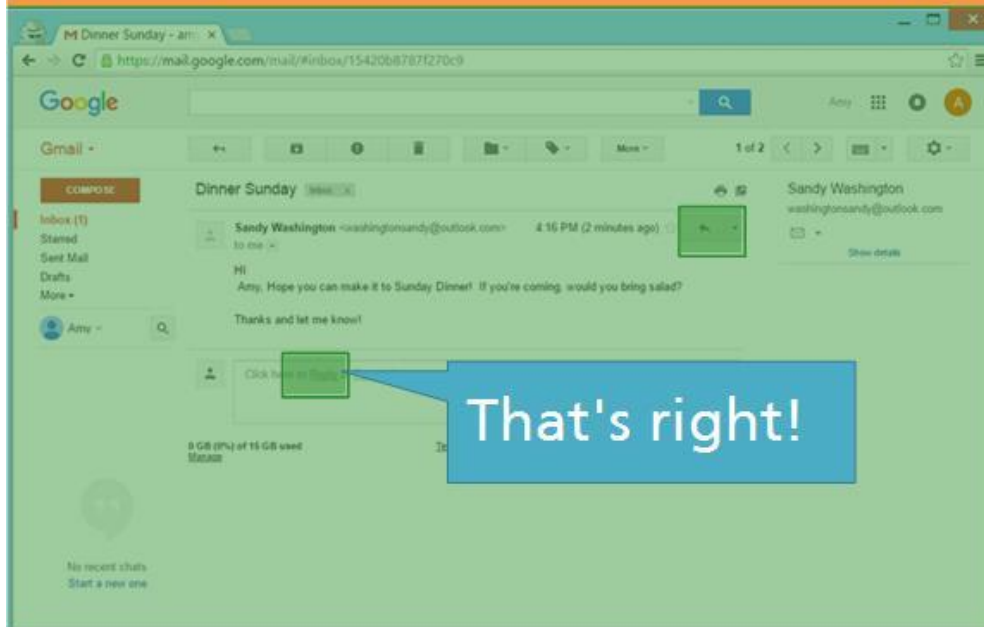 M Dinner Sunday - am
https://mail.google.com/mail/#inbox/15420b8787f270c9
Google
Amy
A
Gmail
More
1 of 2
COMPOSE
Dinner Sunday Inbox x
Sandy Washington
washingtonsandy@outlook.com
Show details
Inbox (1)
Starred
Sent Mail
Drafts
More
Amy
Sandy Washington <washingtonsandy@outlook.com>
4:16 PM (2 minutes ago)
to me
Hi
Amy, Hope you can make it to Sunday Dinner! If you're coming, would you bring salad?
Thanks and let me know!
Click here to Reply
That's right!
0 GB (0%) of 15 GB used
Manage
Te
No recent chats
Start a new one